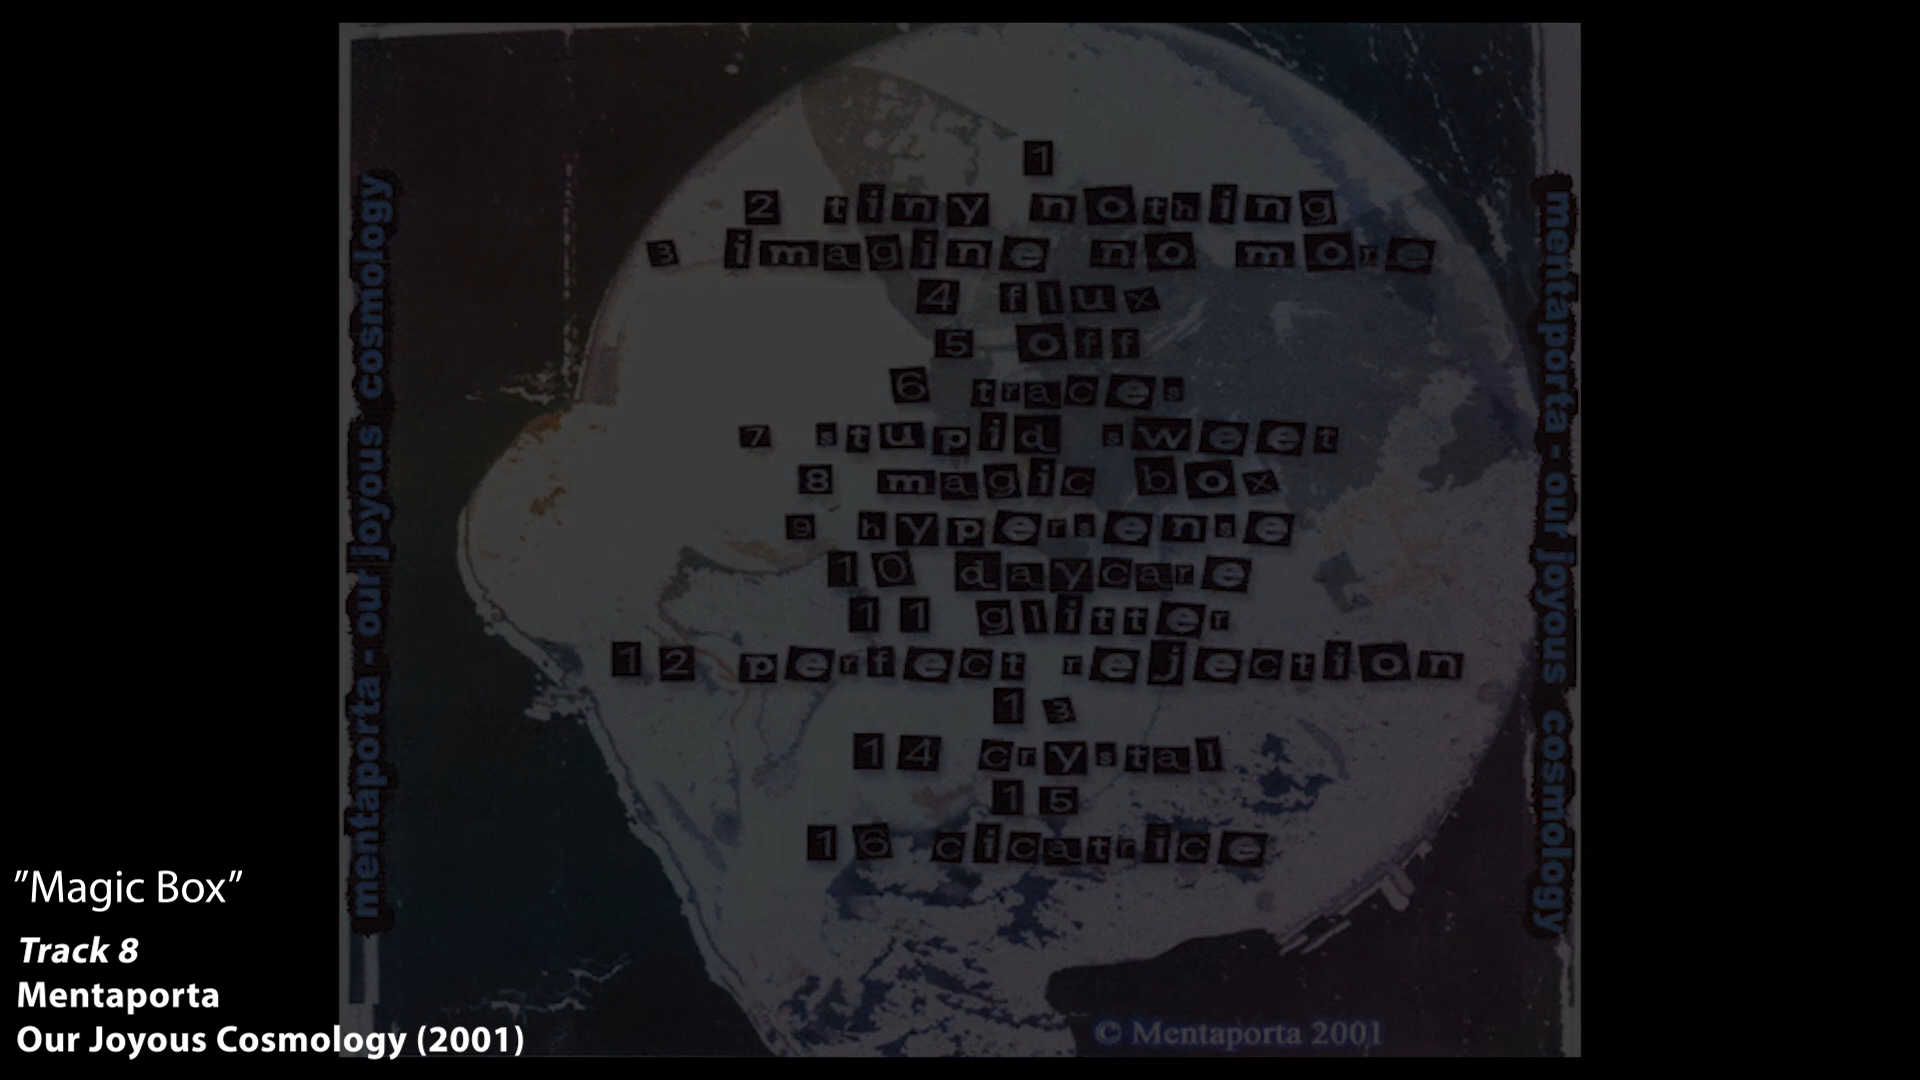 1
2 tiny nothing
3 imagine no more
4 flux
5 off
6 traces
7 stupid sweet
8 magic box
9 hypersense
10 daycare
11 glitter
12 perfect rejection
13
14 crystal
15
16 cicatrice
mentaporta - our joyous cosmology
mentaporta - our joyous cosmology
© Mentaporta 2001
"Magic Box"
Track 8
Mentaporta
Our Joyous Cosmology (2001)